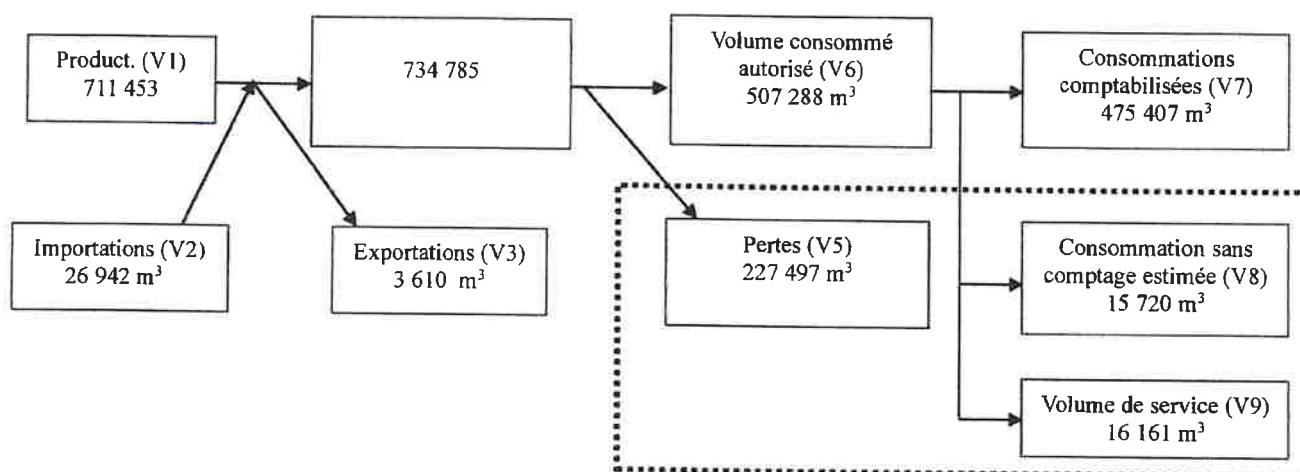 Product. (V1)
711 453
734 785
Volume consommé
autorisé (V6)
507 288 m³
Consommations
comptabilisées (V7)
475 407 m³
Importations (V2)
26 942 m³
Exportations (V3)
3 610 m³
Pertes (V5)
227 497 m³
Consommation sans
comptage estimée (V8)
15 720 m³
Volume de service (V9)
16 161 m³